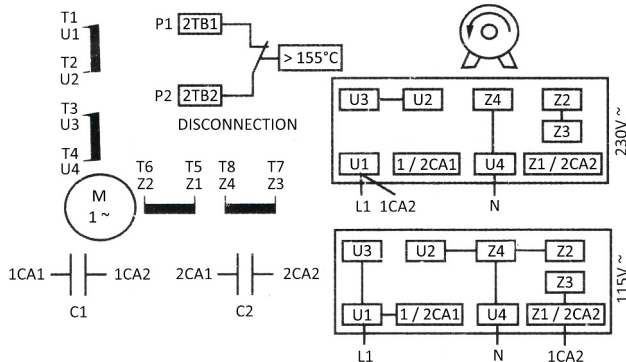 T1
U1
T2
U2
T3
U3
T4
U4
P1 2TB1
> 155°C
P2 2TB2
DISCONNECTION
M
1 ~
T6 T5 T8 T7
Z2 Z1 Z4 Z3
1CA1 1CA2 2CA1 2CA2
C1 C2
U3 U2 Z4 Z2
Z3
U1 1 / 2CA1 U4 Z1 / 2CA2
L1 1CA2 N
230V ~
U3 U2 Z4 Z2
Z3
U1 1 / 2CA1 U4 Z1 / 2CA2
L1 N 1CA2
115V ~